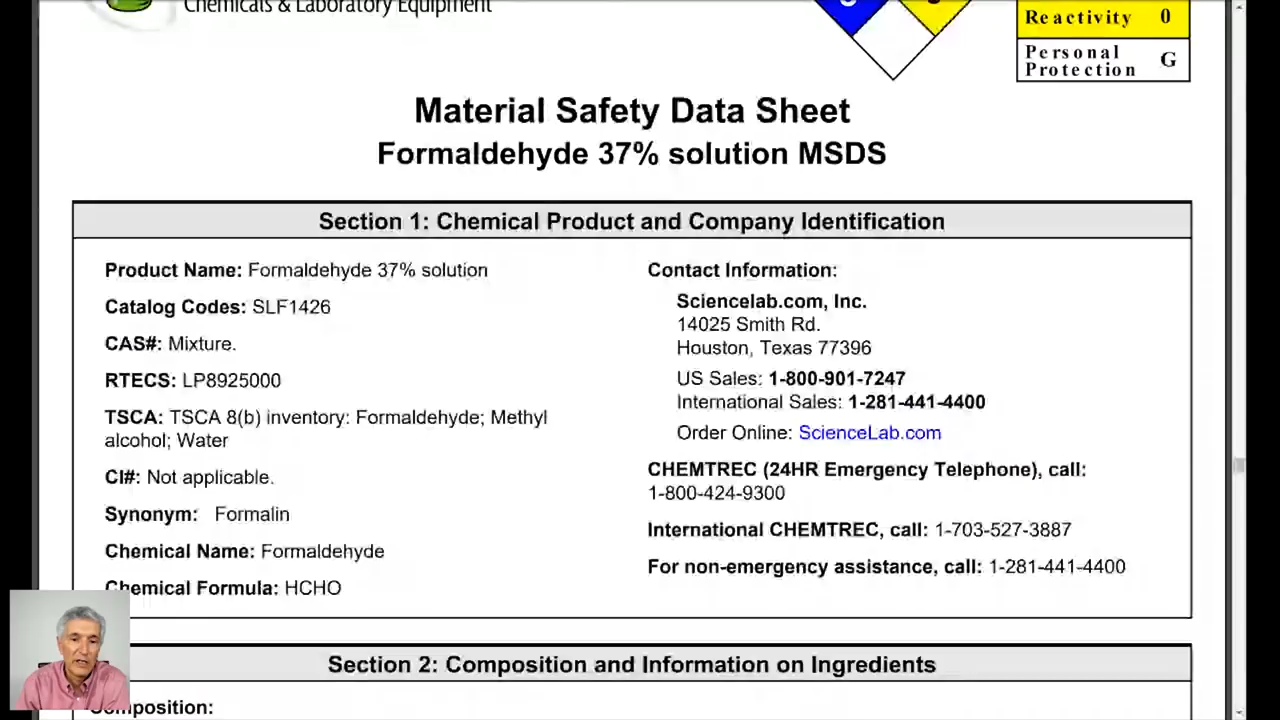 Chemicals & Laboratory Equipment
Reactivity 0
Personal
Protection G
Material Safety Data Sheet
Formaldehyde 37% solution MSDS
Section 1: Chemical Product and Company Identification
Product Name: Formaldehyde 37% solution
Catalog Codes: SLF1426
CAS#: Mixture.
RTECS: LP8925000
TSCA: TSCA 8(b) inventory: Formaldehyde; Methyl
alcohol; Water
CI#: Not applicable.
Synonym: Formalin
Chemical Name: Formaldehyde
Chemical Formula: HCHO
Contact Information:
Sciencelab.com, Inc.
14025 Smith Rd.
Houston, Texas 77396
US Sales: 1-800-901-7247
International Sales: 1-281-441-4400
Order Online: ScienceLab.com
CHEMTREC (24HR Emergency Telephone), call:
1-800-424-9300
International CHEMTREC, call: 1-703-527-3887
For non-emergency assistance, call: 1-281-441-4400
Section 2: Composition and Information on Ingredients
Composition: